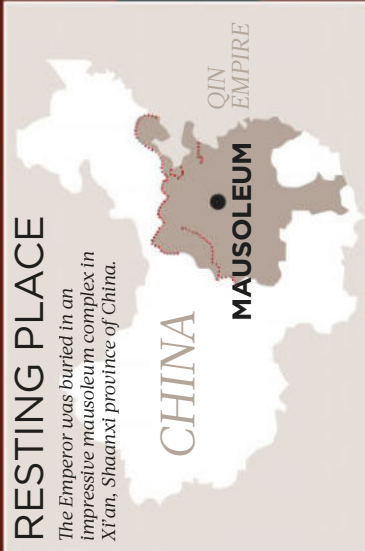 RESTING PLACE
The Emperor was buried in an
impressive mausoleum complex in
Xi'an, Shaanxi province of China.
CHINA
QIN
EMPIRE
MAUSOLEUM